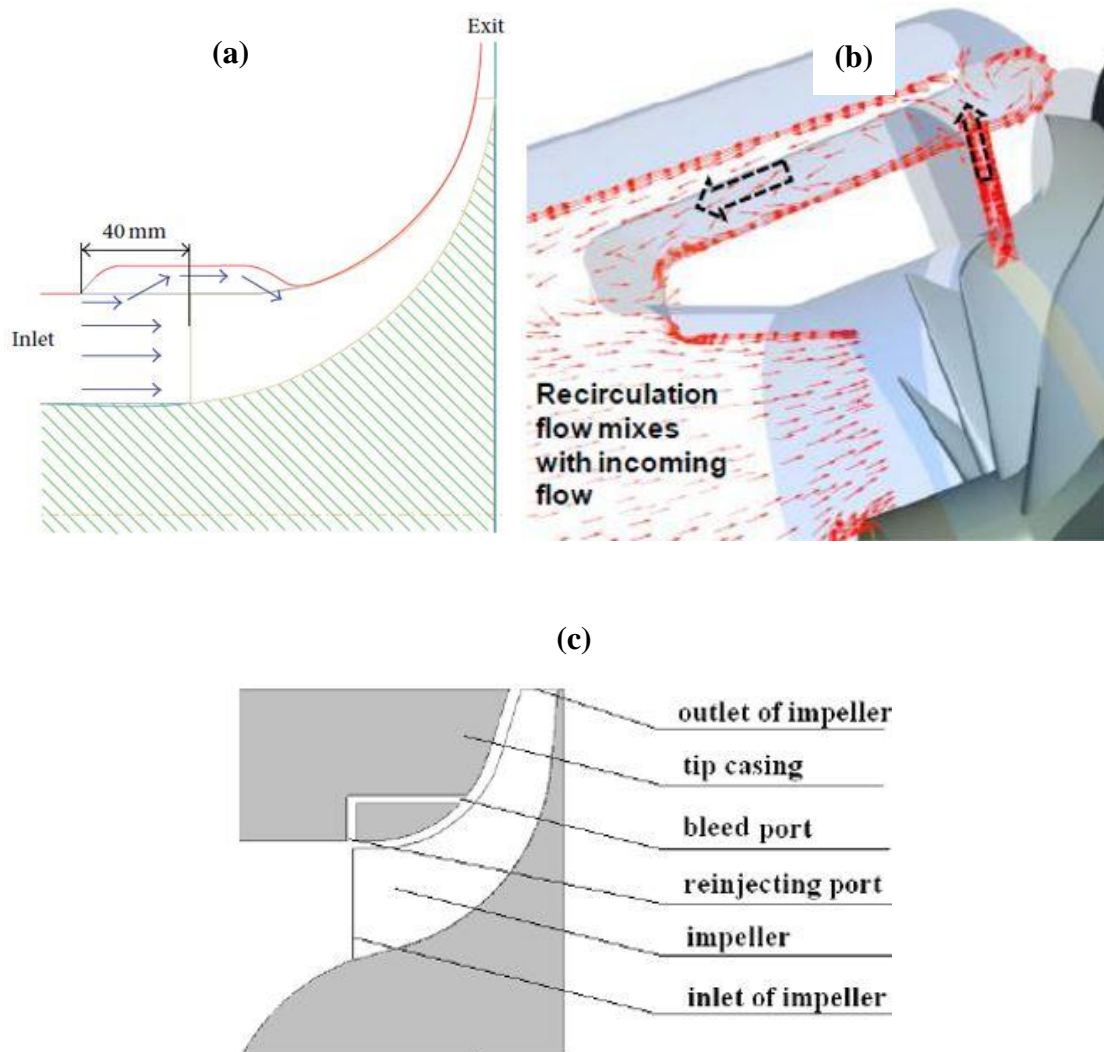 (a)
Exit
40 mm
Inlet
(b)
Recirculation
flow mixes
with incoming
flow
(c)
outlet of impeller
tip casing
bleed port
reinjecting port
impeller
inlet of impeller